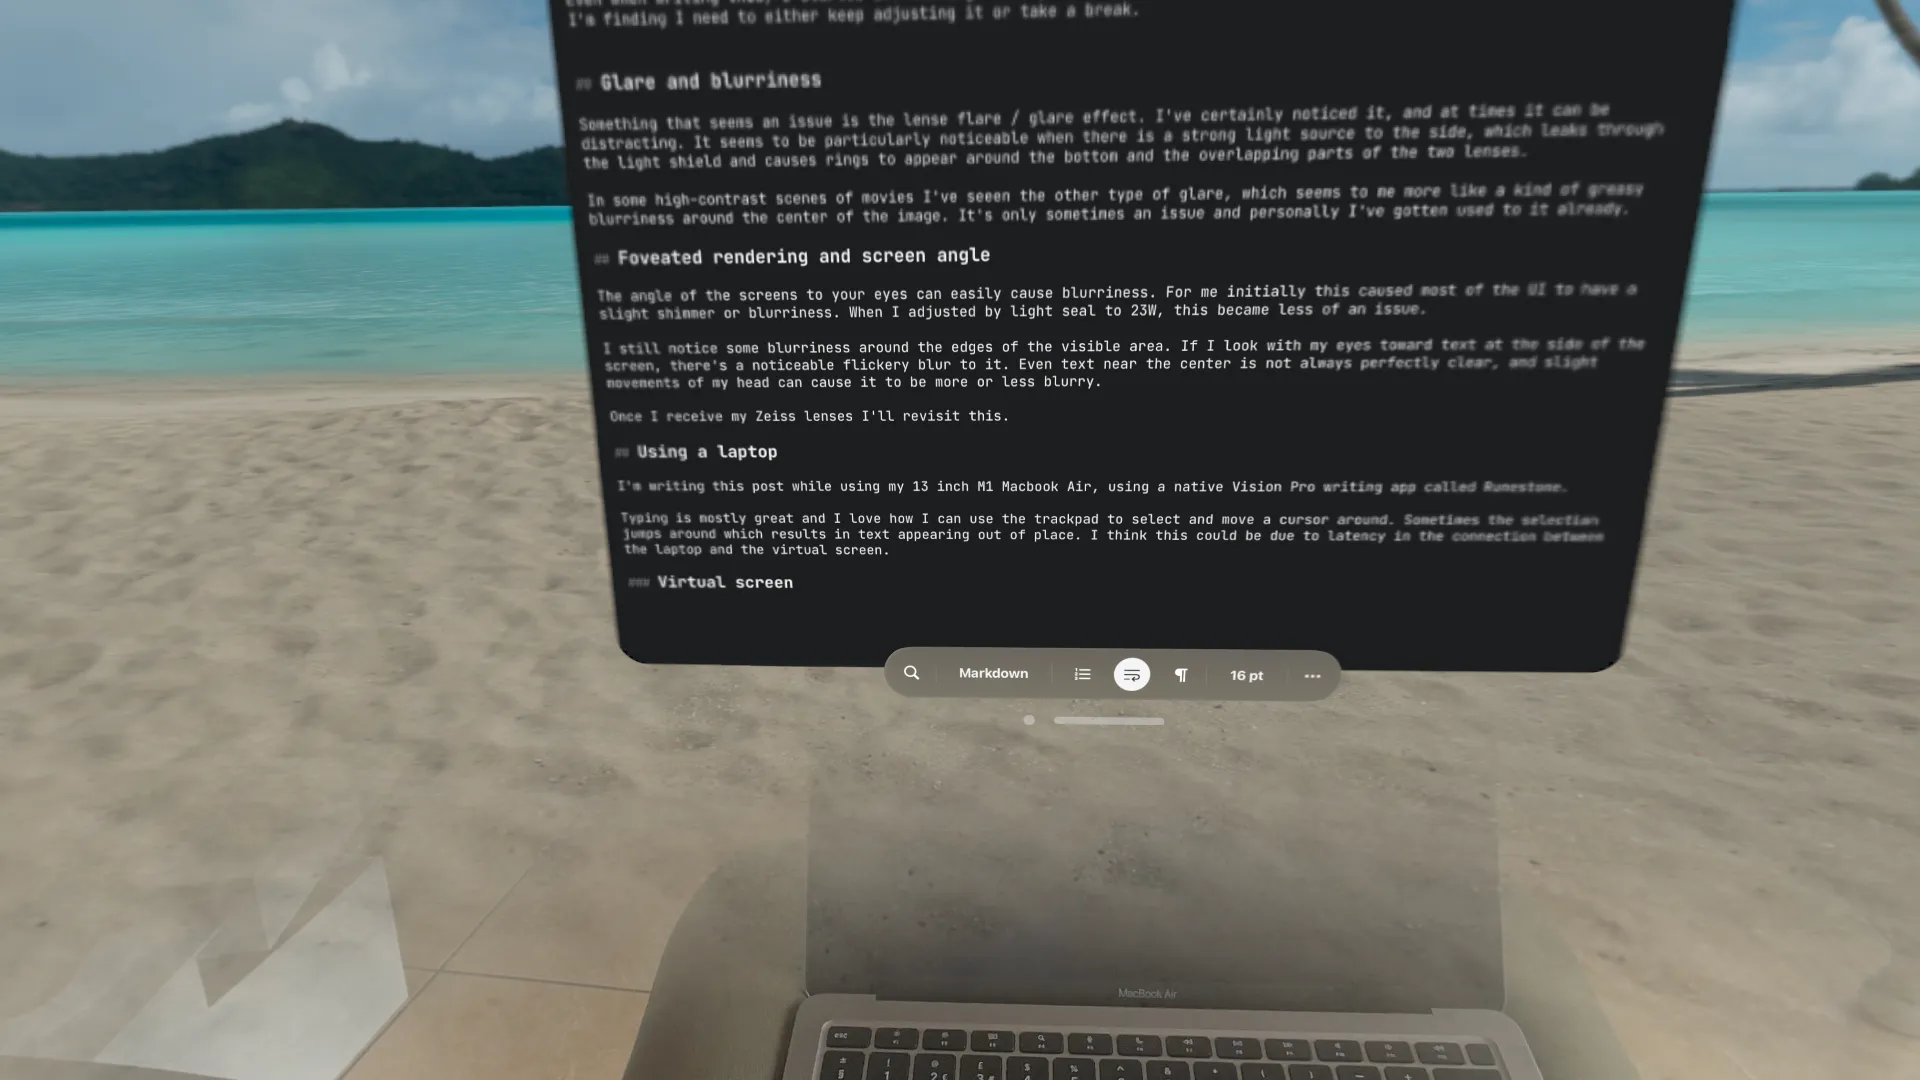 I'm finding I need to either keep adjusting it or take a break.
## Glare and blurriness
Something that seems an issue is the lense flare / glare effect. I've certainly noticed it, and at times it can be
distracting. It seems to be particularly noticeable when there is a strong light source to the side, which leaks through
the light shield and causes rings to appear around the bottom and the overlapping parts of the two lenses.
In some high-contrast scenes of movies I've seeen the other type of glare, which seems to me more like a kind of greasy
blurriness around the center of the image. It's only sometimes an issue and personally I've gotten used to it already.
## Foveated rendering and screen angle
The angle of the screens to your eyes can easily cause blurriness. For me initially this caused most of the UI to have a
slight shimmer or blurriness. When I adjusted by light seal to 23W, this became less of an issue.
I still notice some blurriness around the edges of the visible area. If I look with my eyes toward text at the side of the
screen, there's a noticeable flickery blur to it. Even text near the center is not always perfectly clear, and slight
movements of my head can cause it to be more or less blurry.
Once I receive my Zeiss lenses I'll revisit this.
## Using a laptop
I'm writing this post while using my 13 inch M1 Macbook Air, using a native Vision Pro writing app called Runestone.
Typing is mostly great and I love how I can use the trackpad to select and move a cursor around. Sometimes the selection
jumps around which results in text appearing out of place. I think this could be due to latency in the connection between
the laptop and the virtual screen.
### Virtual screen
Markdown
16 pt
MacBook Air
esc